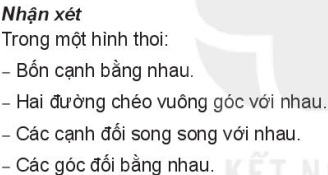 Nhận xét
Trong một hình thoi:
– Bốn cạnh bằng nhau.
– Hai đường chéo vuông góc với nhau.
– Các cạnh đối song song với nhau.
– Các góc đối bằng nhau.
KẾT N